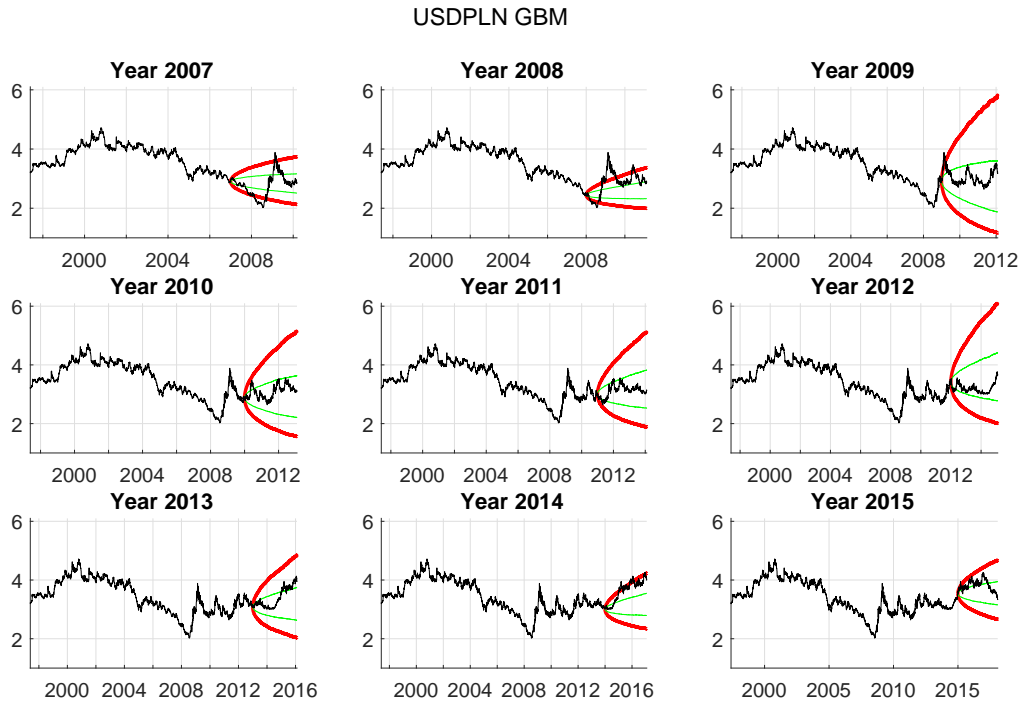 USDPLN GBM
Year 2007 Year 2008 Year 2009
6 6 6
4 4 4
2 2 2
2000 2004 2008 2000 2004 2008 2000 2004 2008 2012
Year 2010 Year 2011 Year 2012
6 6 6
4 4 4
2 2 2
2000 2004 2008 2012 2000 2004 2008 2012 2000 2004 2008 2012
Year 2013 Year 2014 Year 2015
6 6 6
4 4 4
2 2 2
2000 2004 2008 2012 2016 2000 2004 2008 2012 2016 2000 2005 2010 2015